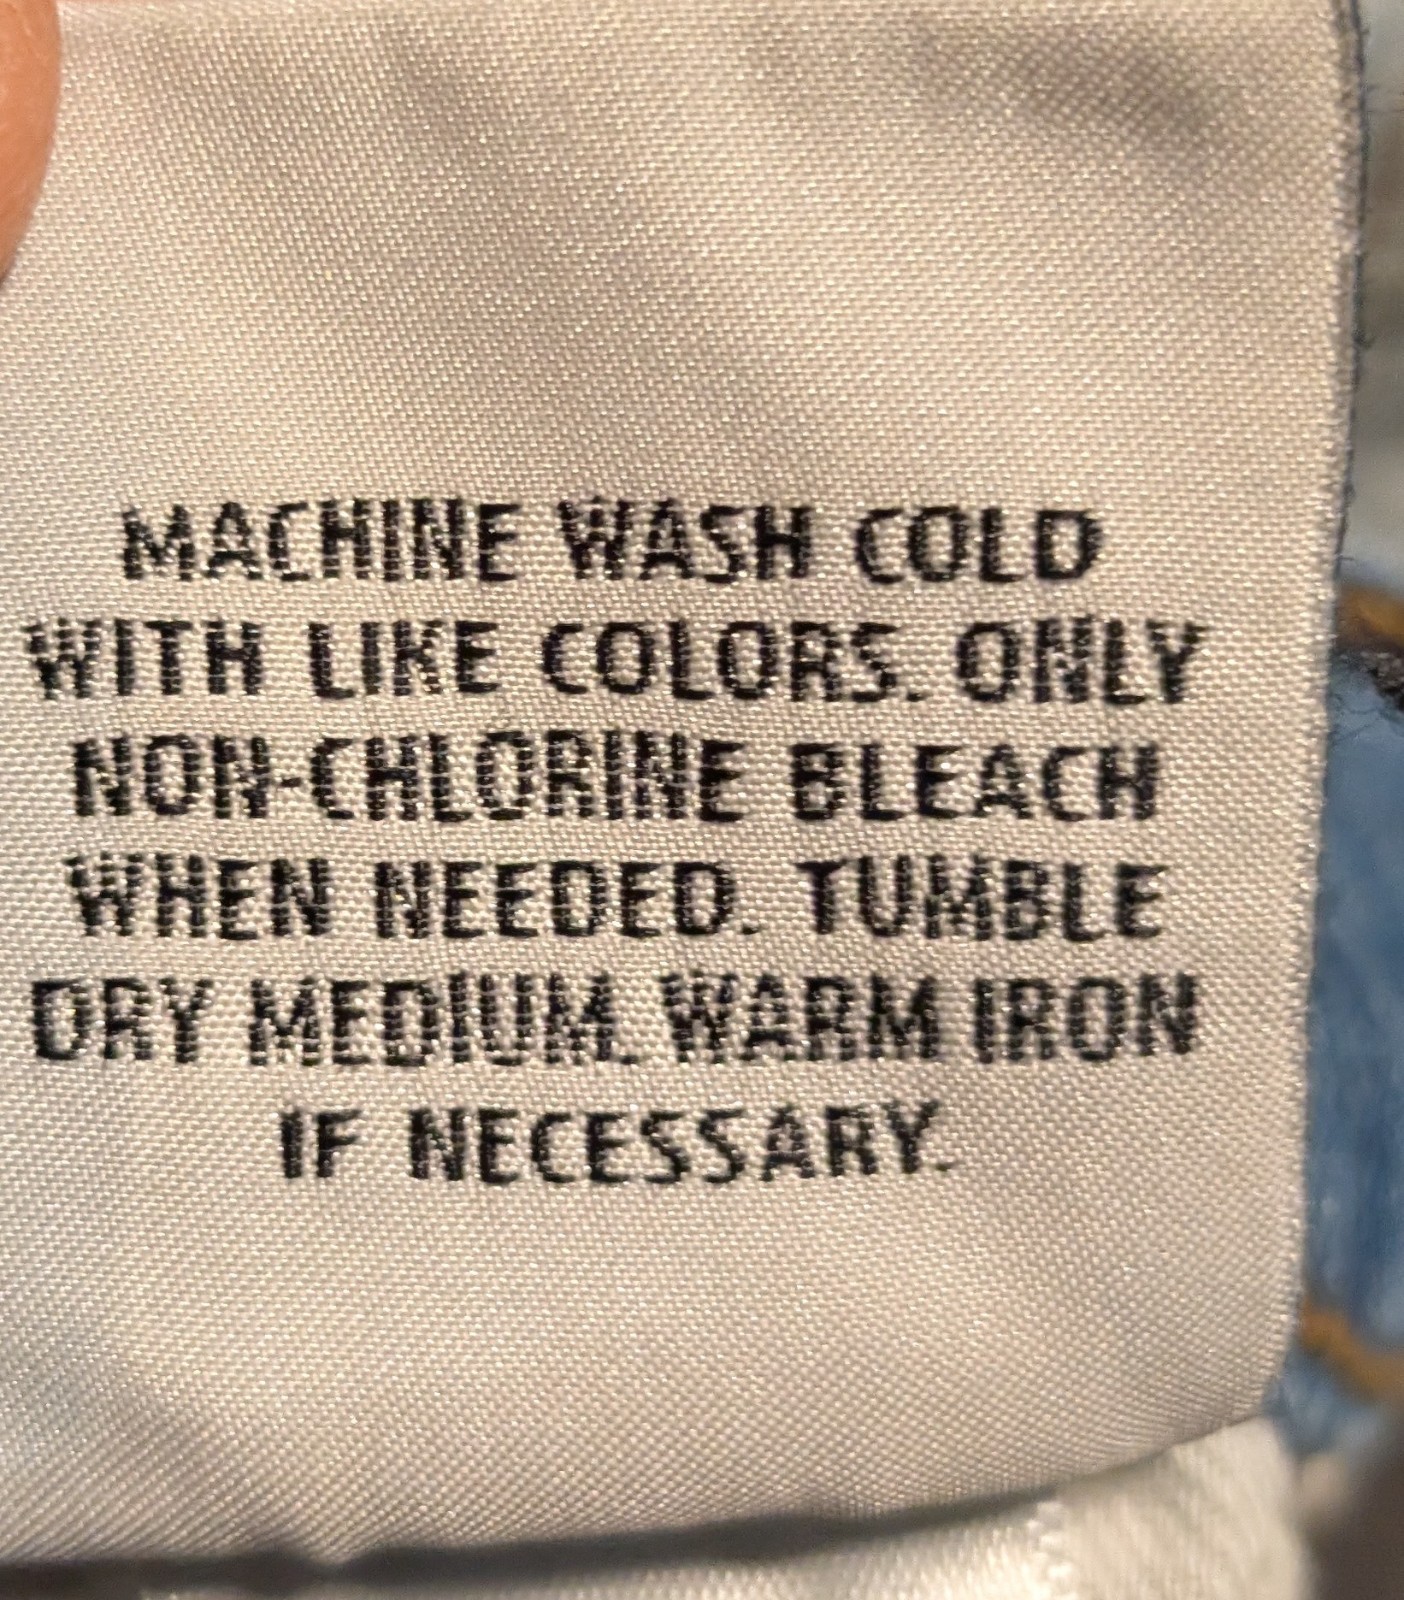 MACHINE WASH COLD
WITH LIKE COLORS. ONLY
NON-CHLORINE BLEACH
WHEN NEEDED. TUMBLE
DRY MEDIUM. WARM IRON
IF NECESSARY.